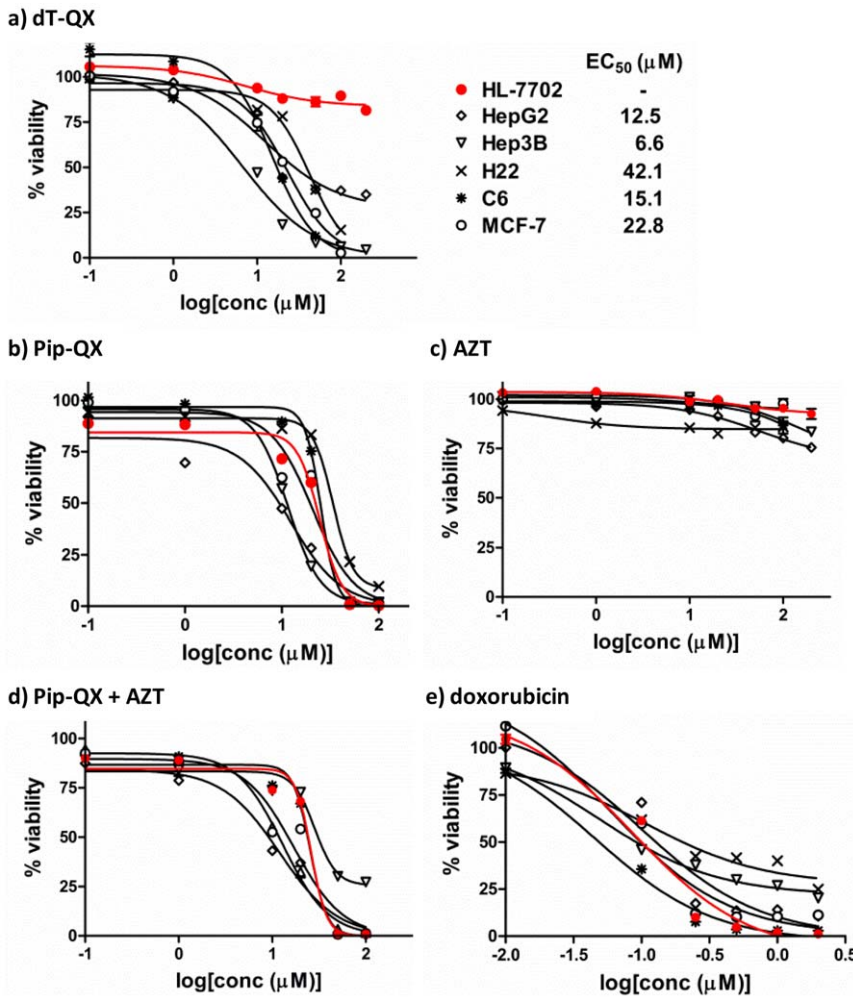 a) dT-QX
% viability
100
75
50
25
0
-1
0
1
2
log[conc (μM)]
EC50 (μM)
HL-7702 -
HepG2 12.5
Hep3B 6.6
H22 42.1
C6 15.1
MCF-7 22.8
b) Pip-QX
% viability
100
75
50
25
0
-1
0
1
2
log[conc (μM)]
c) AZT
% viability
100
75
50
25
0
-1
0
1
2
log[conc (μM)]
d) Pip-QX + AZT
% viability
100
75
50
25
0
-1
0
1
2
log[conc (μM)]
e) doxorubicin
% viability
100
75
50
25
0
-2.0
-1.5
-1.0
-0.5
0.0
0.5
log[conc (μM)]